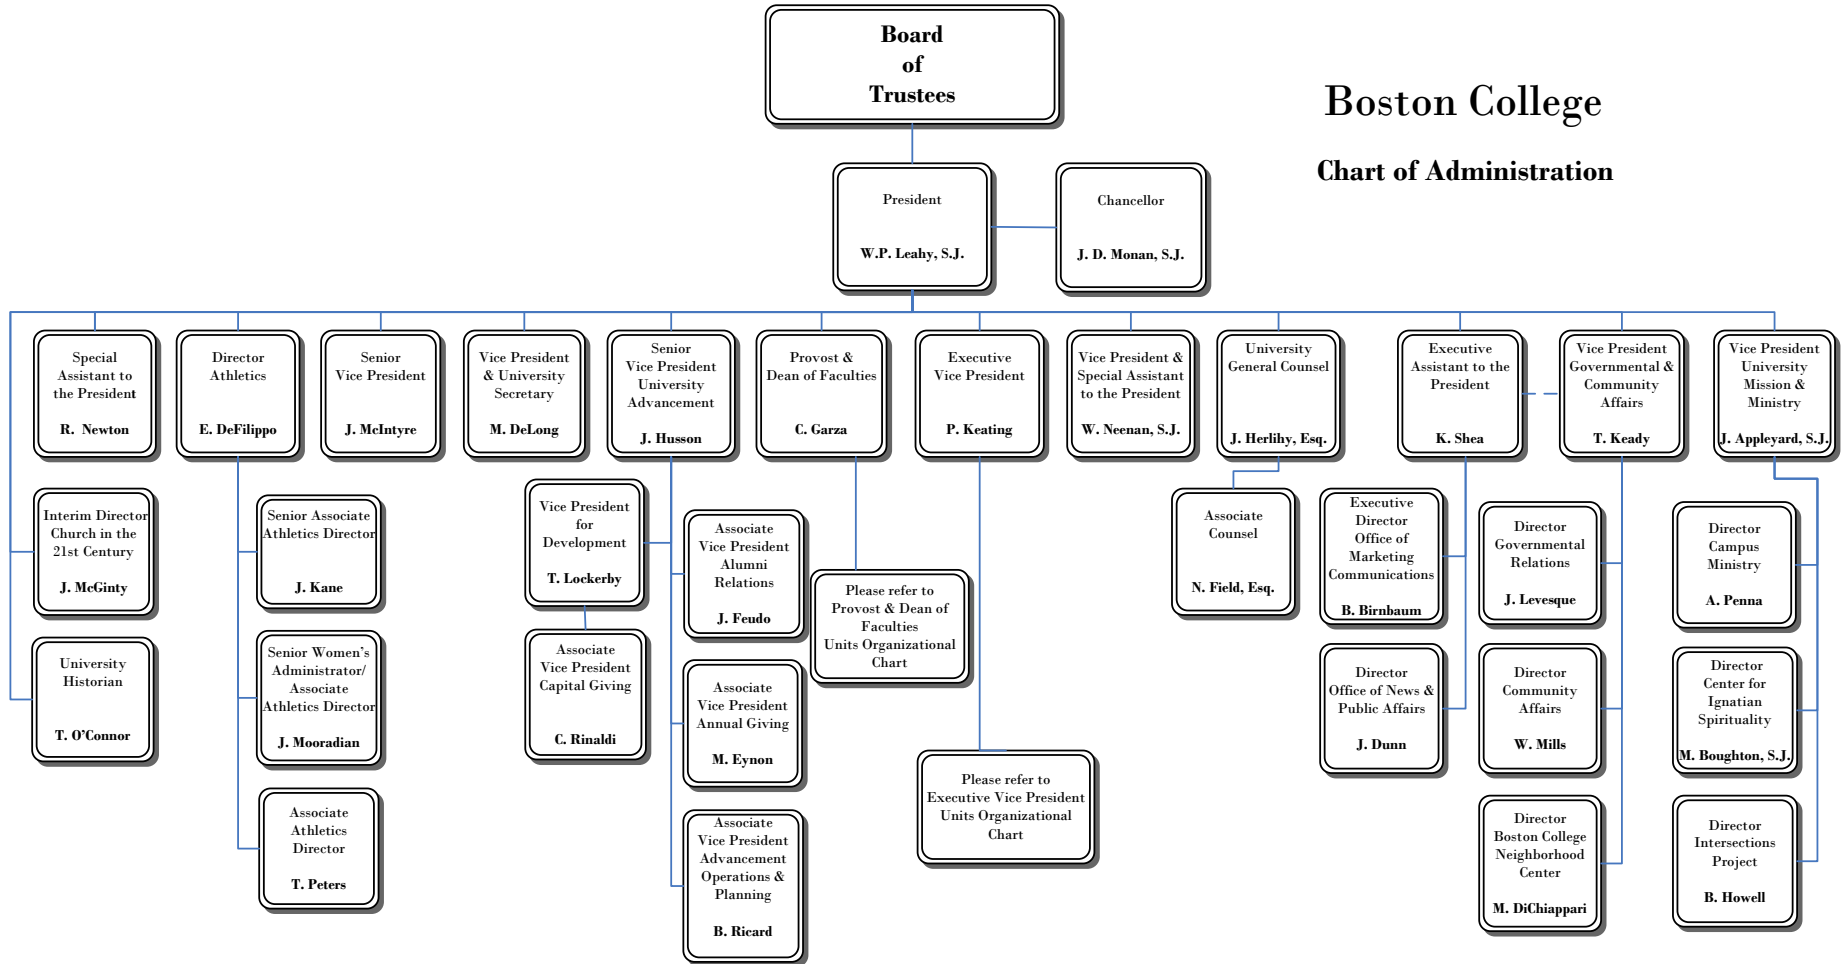 Board
of
Trustees
Boston College
Chart of Administration
President
W.P. Leahy, S.J.
Chancellor
J. D. Monan, S.J.
Special
Assistant to
the President
R. Newton
Director
Athletics
E. DeFilippo
Senior
Vice President
J. McIntyre
Vice President
& University
Secretary
M. DeLong
Senior
Vice President
University
Advancement
J. Husson
Provost &
Dean of Faculties
C. Garza
Executive
Vice President
P. Keating
Vice President &
Special Assistant
to the President
W. Neenan, S.J.
University
General Counsel
J. Herlihy, Esq.
Executive
Assistant to the
President
K. Shea
Vice President
Governmental &
Community
Affairs
T. Keady
Vice President
University
Mission &
Ministry
J. Appleyard, S.J.
Interim Director
Church in the
21st Century
J. McGinty
Senior Associate
Athletics Director
J. Kane
Vice President
for
Development
T. Lockerby
Associate
Vice President
Alumni
Relations
J. Feudo
Please refer to
Provost & Dean of
Faculties
Units Organizational
Chart
Associate
Counsel
N. Field, Esq.
Executive
Director
Office of
Marketing
Communications
B. Birnbaum
Director
Governmental
Relations
J. Levesque
Director
Campus
Ministry
A. Penna
University
Historian
T. O'Connor
Senior Women's
Administrator/
Associate
Athletics Director
J. Mooradian
Associate
Vice President
Capital Giving
C. Rinaldi
Associate
Vice President
Annual Giving
M. Eynon
Please refer to
Executive Vice President
Units Organizational
Chart
Director
Office of News &
Public Affairs
J. Dunn
Director
Community
Affairs
W. Mills
Director
Center for
Ignatian
Spirituality
M. Boughton, S.J.
Associate
Athletics
Director
T. Peters
Associate
Vice President
Advancement
Operations &
Planning
B. Ricard
Director
Boston College
Neighborhood
Center
M. DiChiappari
Director
Intersections
Project
B. Howell